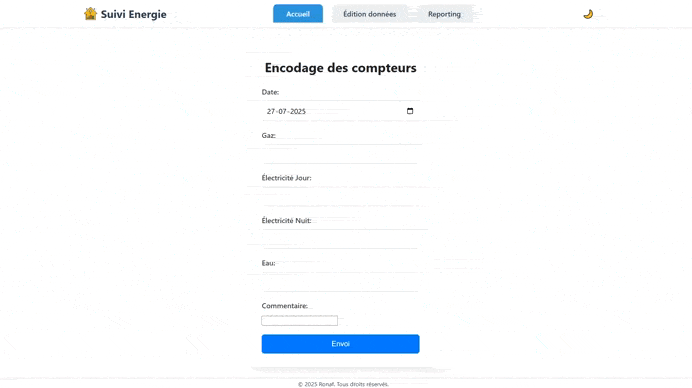 Suivi Energie
Accueil
Édition données
Reporting
Encodage des compteurs
Date:
27-07-2025
Gaz:
Électricité Jour:
Électricité Nuit:
Eau:
Commentaire:
Envoi
© 2025 Ronaf. Tous droits réservés.